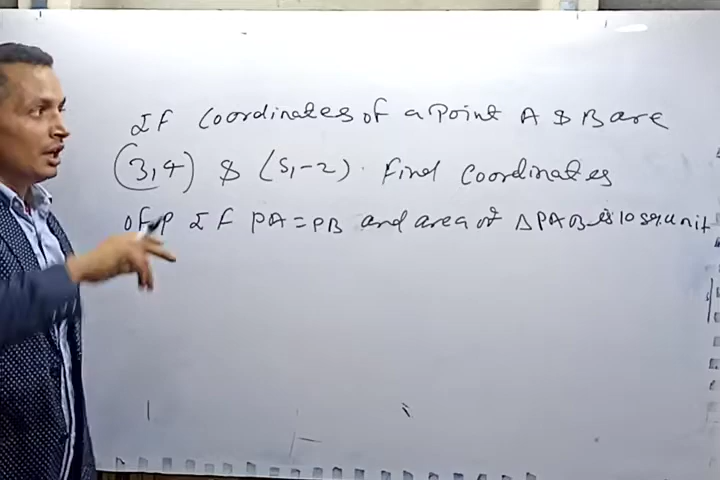 If Coordinates of a Point A & B are
(3,4) & (5,-2). Find Coordinates
of P If PA = PB and area of ΔPAB is 10 sq. unit